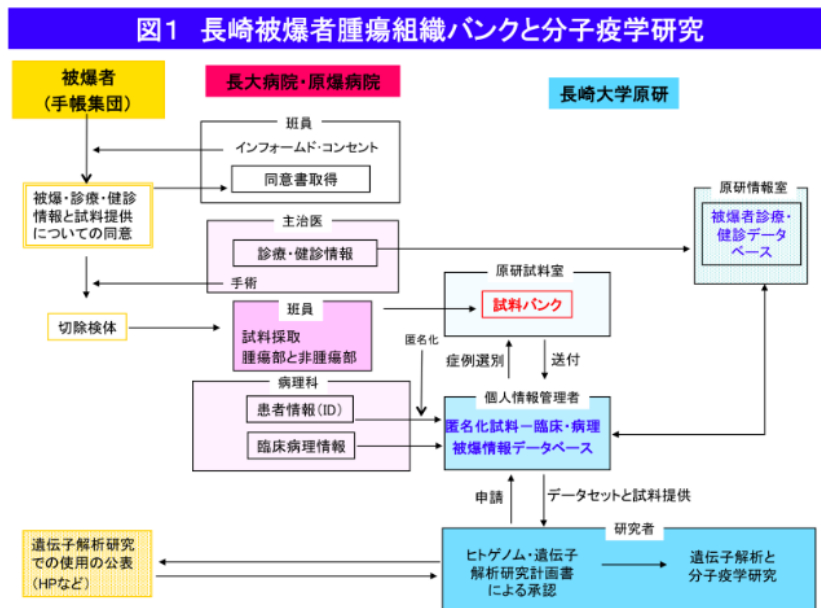 図1 長崎被爆者腫瘍組織バンクと分子疫学研究
被爆者
(手帳集団)
長大病院・原爆病院
長崎大学原研
班員
インフォームド・コンセント
同意書取得
被爆・診療・健診
情報と試料提供
についての同意
原研情報室
被爆者診療・
健診データ
ベース
主治医
診療・健診情報
手術
原研試料室
試料バンク
切除検体
班員
試料採取
腫瘍部と非腫瘍部
匿名化
症例選別
送付
病理科
患者情報(ID)
臨床病理情報
個人情報管理者
匿名化試料−臨床・病理
被爆情報データベース
申請
データセットと試料提供
研究者
遺伝子解析研究
での使用の公表
(HPなど)
ヒトゲノム・遺伝子
解析研究計画書
による承認
遺伝子解析と
分子疫学研究